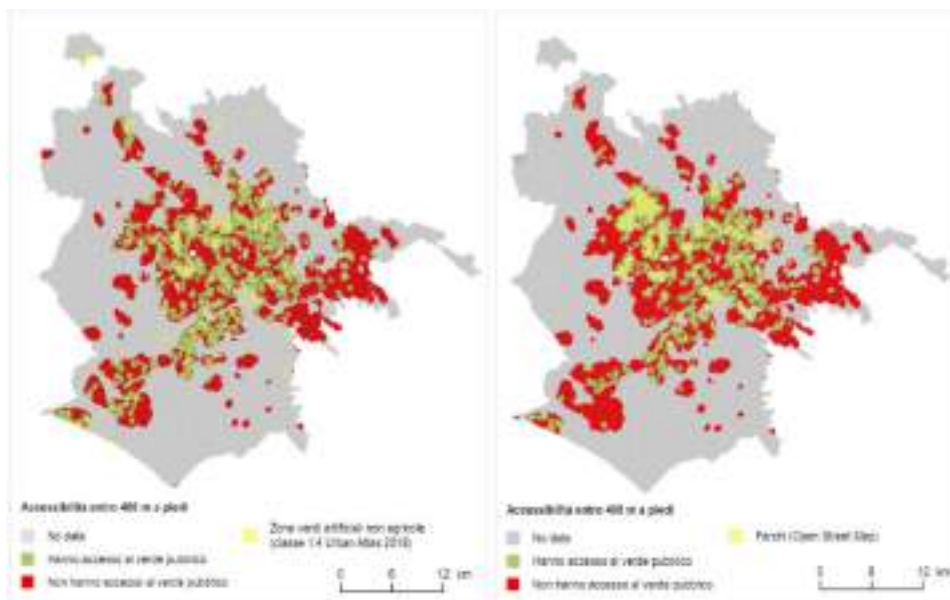 Accessibilità entro 400 m a piedi
No data
Hanno accesso al verde pubblico
Non hanno accesso al verde pubblico
Zone verdi artificiali non agricole
(classe 1.4 Urban Atlas 2018)
0 6 12 km
Accessibilità entro 400 m a piedi
No data
Hanno accesso al verde pubblico
Non hanno accesso al verde pubblico
Parchi (Open Street Map)
0 6 12 km